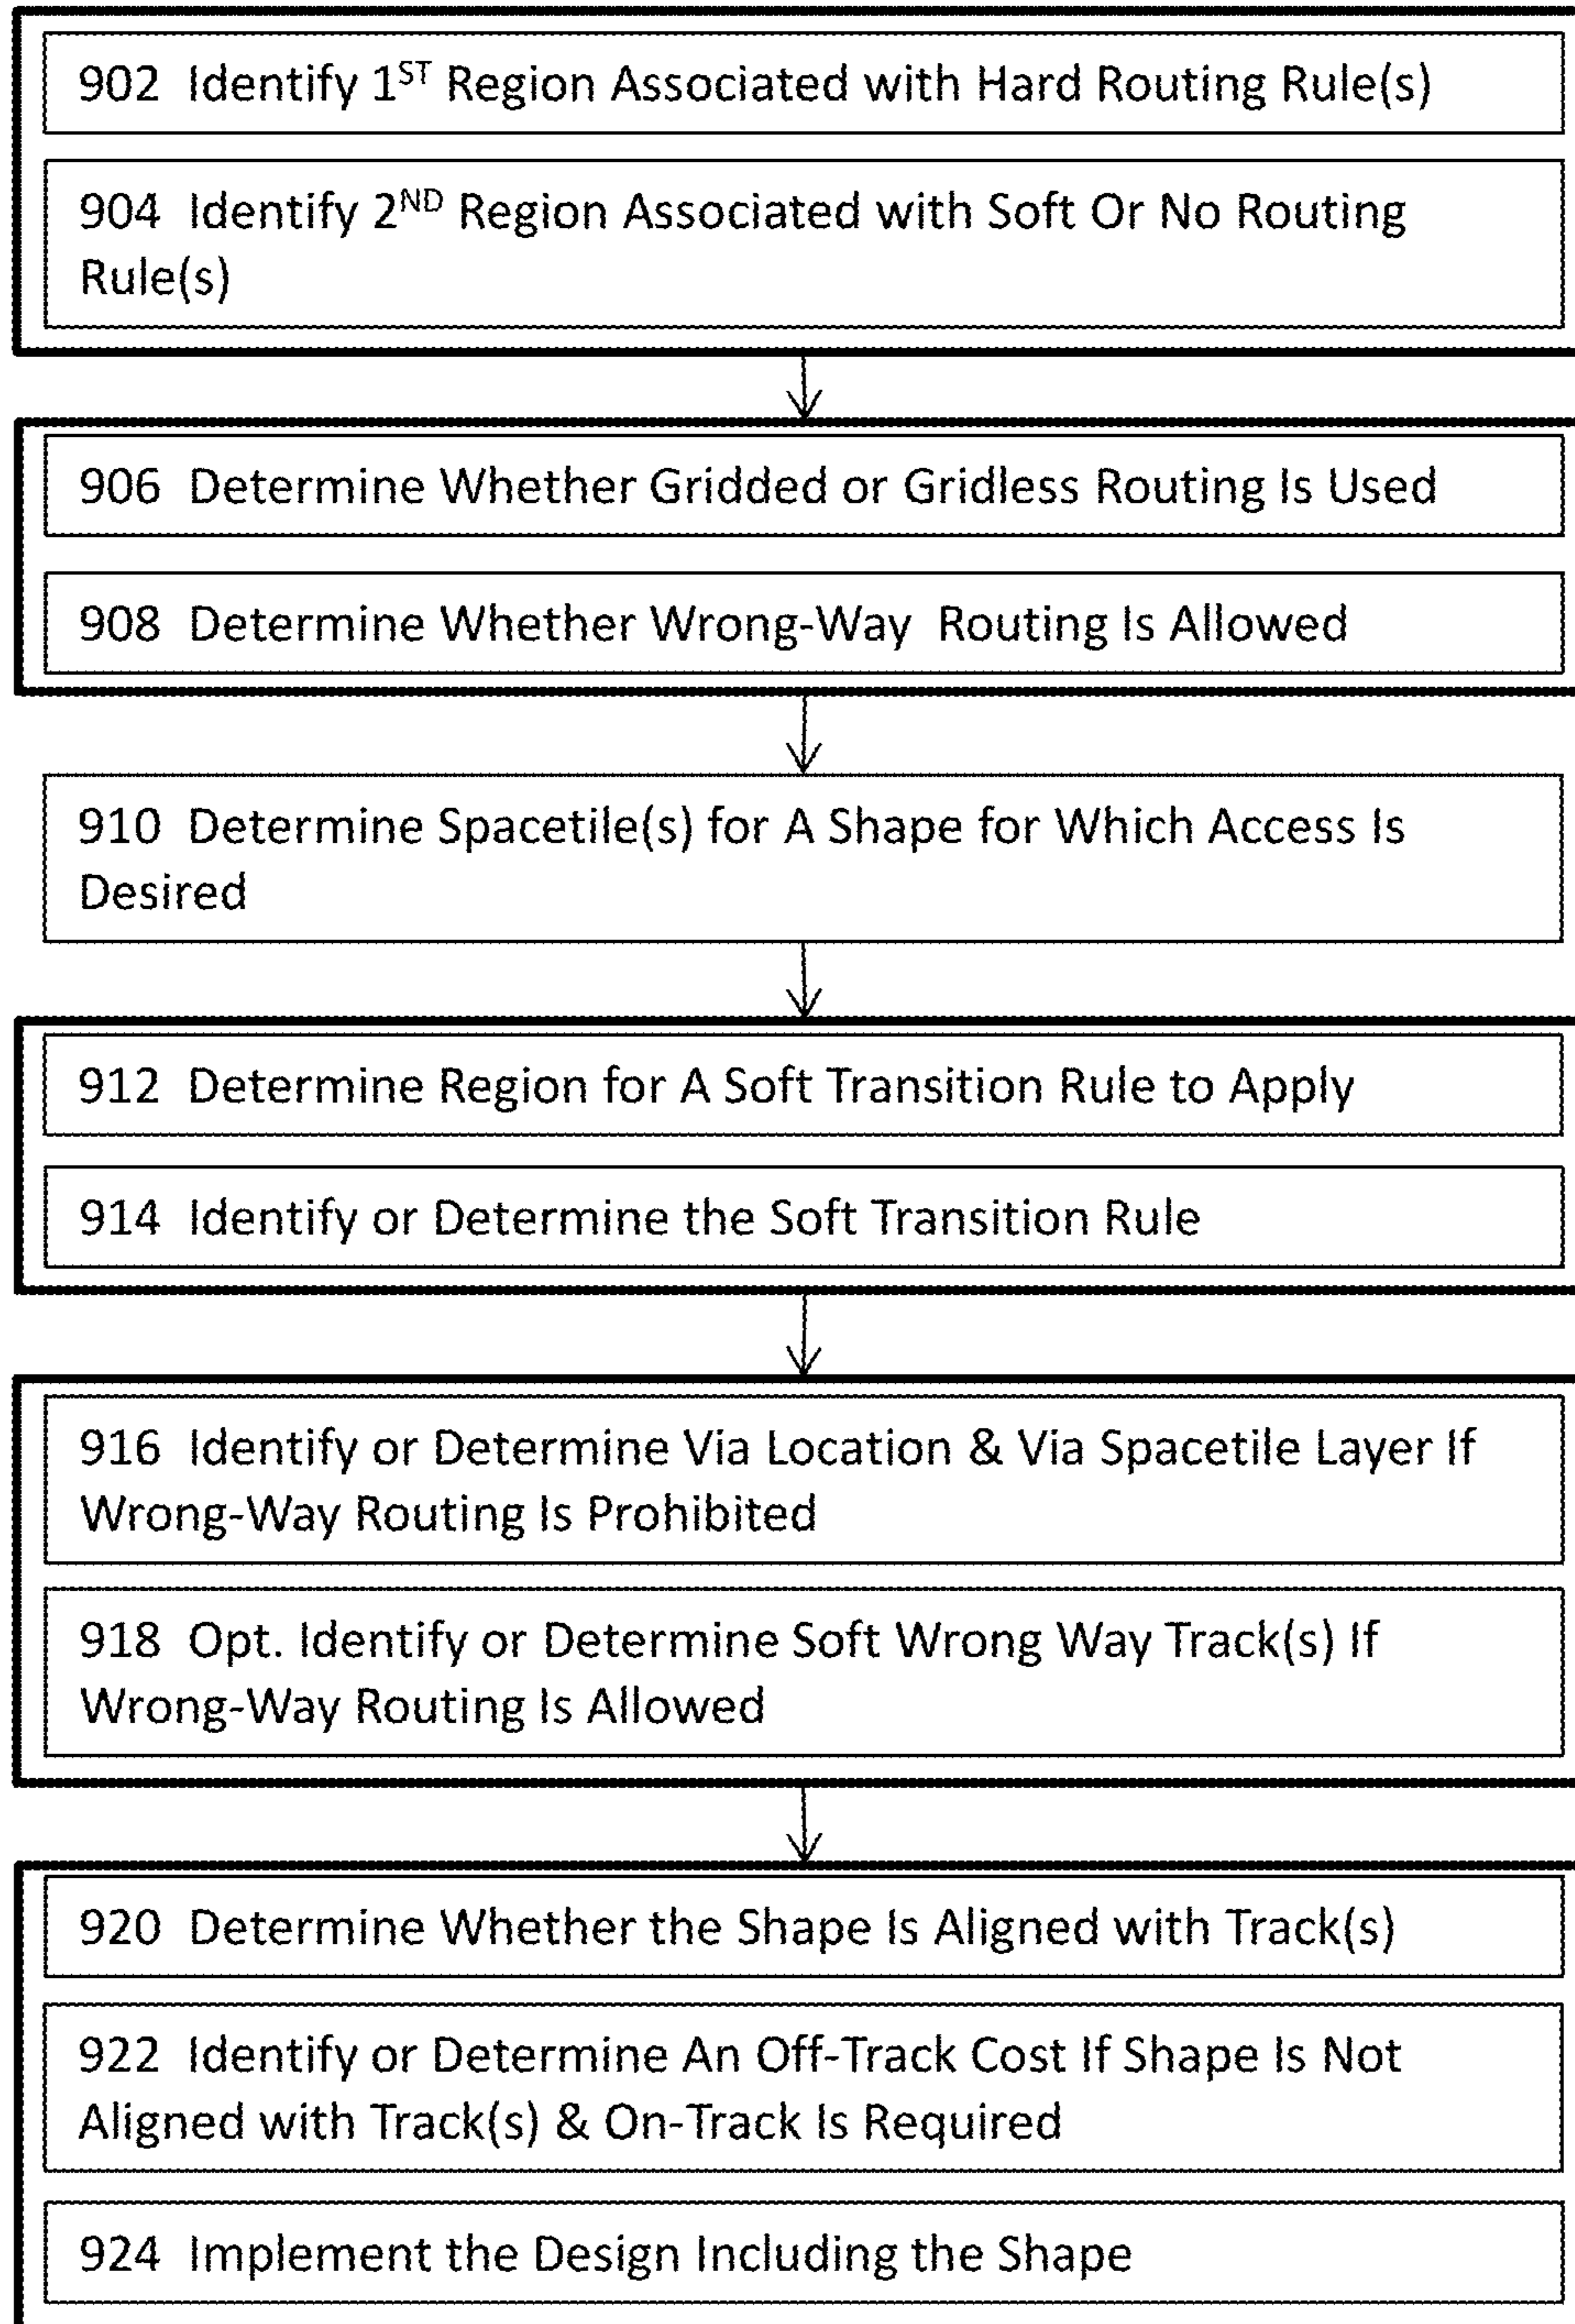 902 Identify 1ST Region Associated with Hard Routing Rule(s)
904 Identify 2ND Region Associated with Soft Or No Routing
Rule(s)
906 Determine Whether Gridded or Gridless Routing Is Used
908 Determine Whether Wrong-Way Routing Is Allowed
910 Determine Spacetile(s) for A Shape for Which Access Is
Desired
912 Determine Region for A Soft Transition Rule to Apply
914 Identify or Determine the Soft Transition Rule
916 Identify or Determine Via Location & Via Spacetile Layer If
Wrong-Way Routing Is Prohibited
918 Opt. Identify or Determine Soft Wrong Way Track(s) If
Wrong-Way Routing Is Allowed
920 Determine Whether the Shape Is Aligned with Track(s)
922 Identify or Determine An Off-Track Cost If Shape Is Not
Aligned with Track(s) & On-Track Is Required
924 Implement the Design Including the Shape